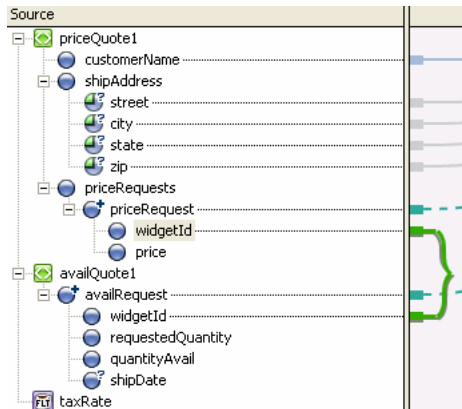 Source
priceQuote1
customerName
shipAddress
street
city
state
zip
priceRequests
priceRequest
widgetId
price
availQuote1
availRequest
widgetId
requestedQuantity
quantityAvail
shipDate
FLT taxRate